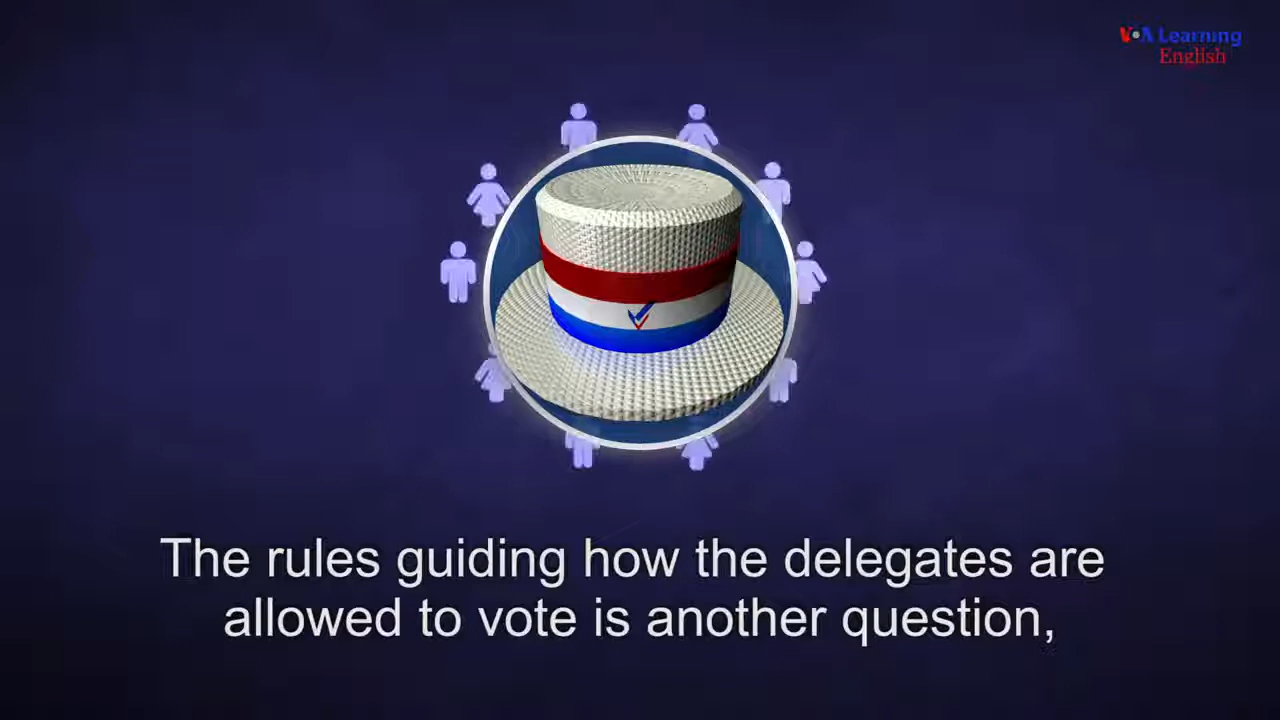 VOA Learning
English
The rules guiding how the delegates are
allowed to vote is another question,